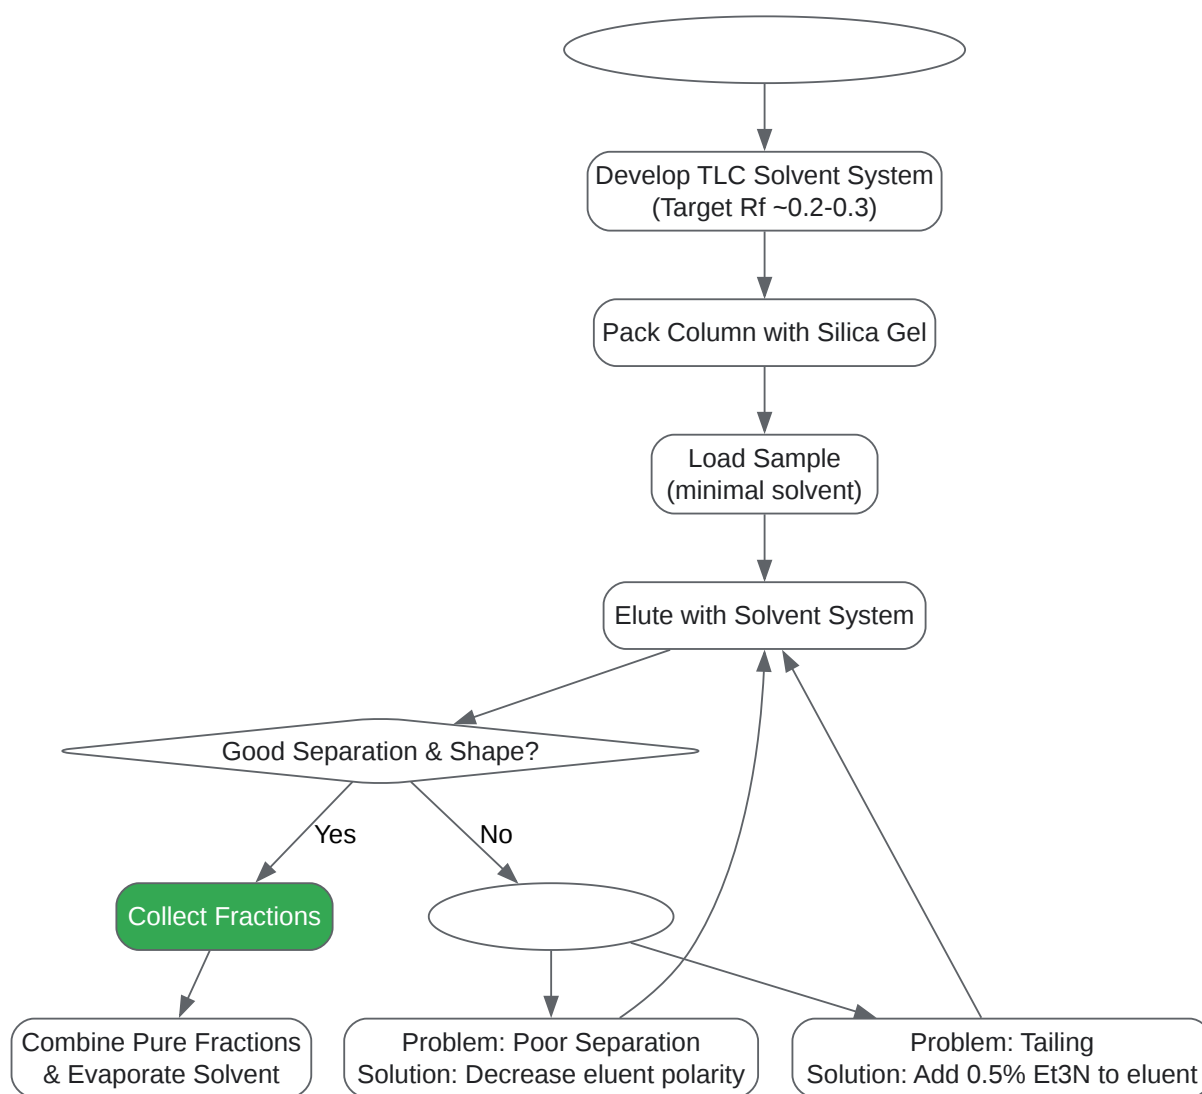 Develop TLC Solvent System
(Target Rf ~0.2-0.3)
Pack Column with Silica Gel
Load Sample
(minimal solvent)
Elute with Solvent System
Good Separation & Shape?
Yes
No
Collect Fractions
Combine Pure Fractions
& Evaporate Solvent
Problem: Poor Separation
Solution: Decrease eluent polarity
Problem: Tailing
Solution: Add 0.5% Et3N to eluent